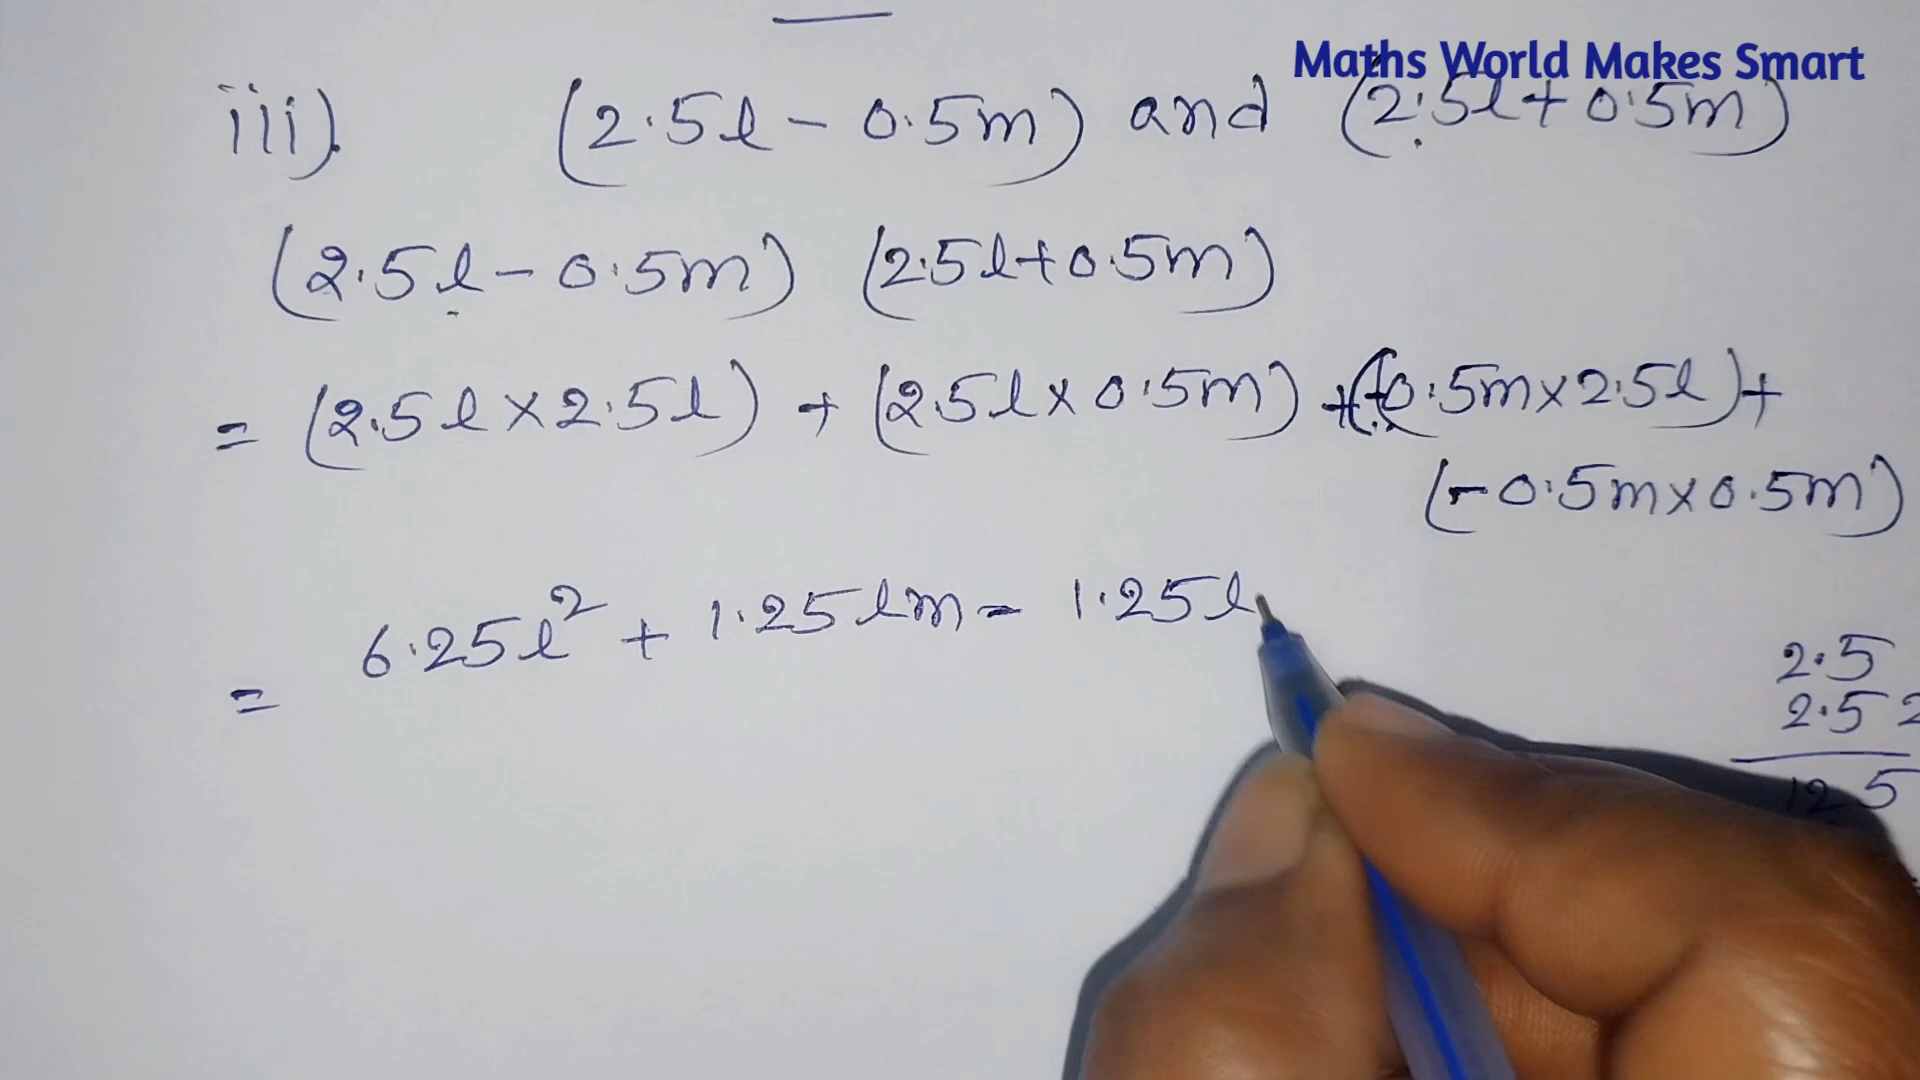 Maths World Makes Smart
iii). (2.5l - 0.5m) and (2.5l + 0.5m)
(2.5l - 0.5m) (2.5l + 0.5m)
= (2.5l × 2.5l) + (2.5l × 0.5m) + (-0.5m × 2.5l) +
(-0.5m × 0.5m)
= 6.25l² + 1.25lm - 1.25l
2.5
2.5 2
125